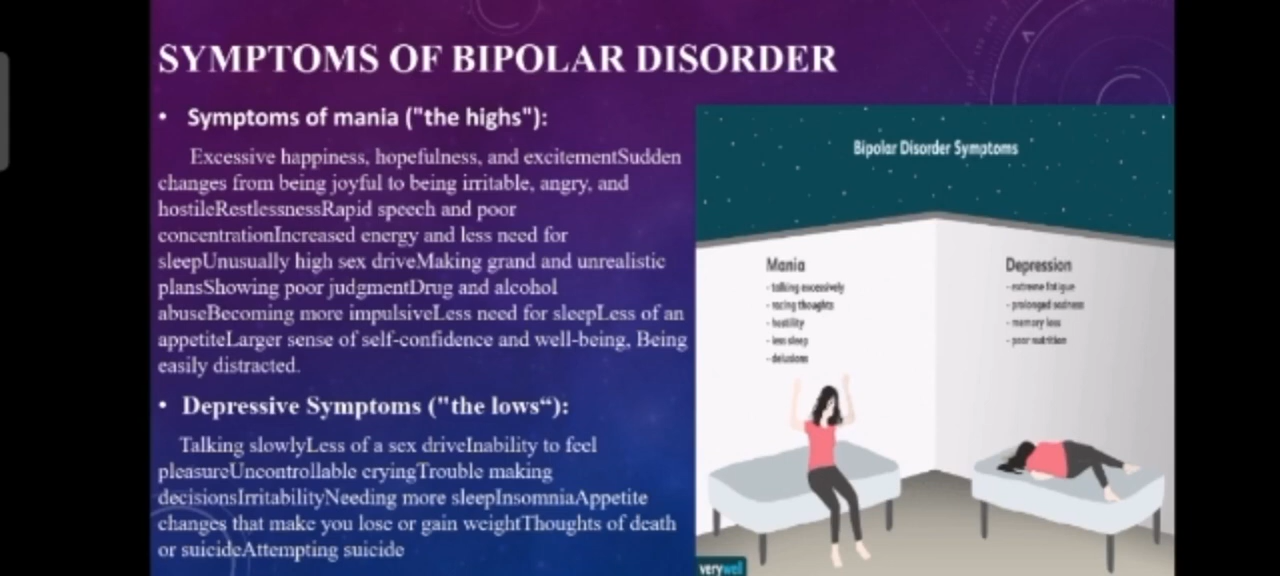 SYMPTOMS OF BIPOLAR DISORDER
• Symptoms of mania ("the highs"):
Excessive happiness, hopefulness, and excitementSudden
changes from being joyful to being irritable, angry, and
hostileRestlessnessRapid speech and poor
concentrationIncreased energy and less need for
sleepUnusually high sex driveMaking grand and unrealistic
plansShowing poor judgmentDrug and alcohol
abuseBecoming more impulsiveLess need for sleepLess of an
appetiteLarger sense of self-confidence and well-being, Being
easily distracted.
• Depressive Symptoms ("the lows“):
Talking slowlyLess of a sex driveInability to feel
pleasureUncontrollable cryingTrouble making
decisionsIrritabilityNeeding more sleepInsomniaAppetite
changes that make you lose or gain weightThoughts of death
or suicideAttempting suicide
Bipolar Disorder Symptoms
Mania
- talking excessively
- racing thoughts
- hostility
- less sleep
- delusions
Depression
- extreme fatigue
- prolonged sadness
- memory loss
- poor nutrition
verywell